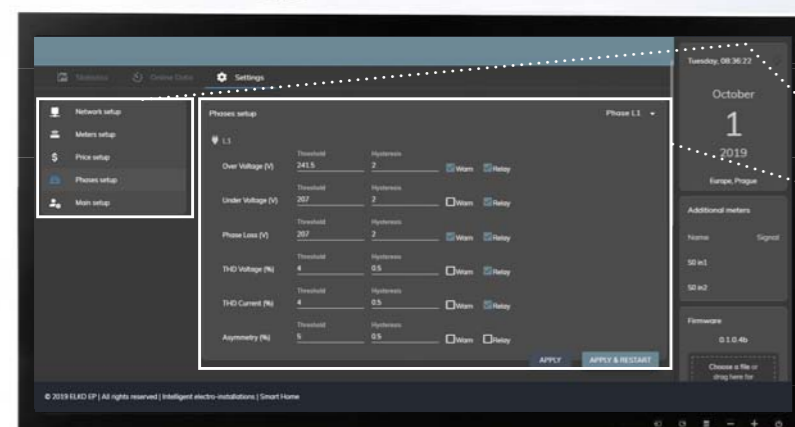 Statistics Online Data Settings
Network setup
Meters setup
Price setup
Phases setup
Main setup
Phases setup Phase L1
L1
Threshold Hysteresis
Over Voltage (V) 241.5 2 Warn Relay
Threshold Hysteresis
Under Voltage (V) 207 2 Warn Relay
Threshold Hysteresis
Phase Loss (V) 207 2 Warn Relay
Threshold Hysteresis
THD Voltage (%) 4 0.5 Warn Relay
Threshold Hysteresis
THD Current (%) 4 0.5 Warn Relay
Threshold Hysteresis
Asymmetry (%) 5 0.5 Warn Relay
APPLY APPLY & RESTART
Tuesday, 08:36:22
October
1
2019
Europe, Prague
Additional meters
Name Signal
S0 in1
S0 in2
Firmware
0.1.0.4b
Choose a file or
drag here for
© 2019 ELKO EP | All rights reserved | Intelligent electro-installations | Smart Home